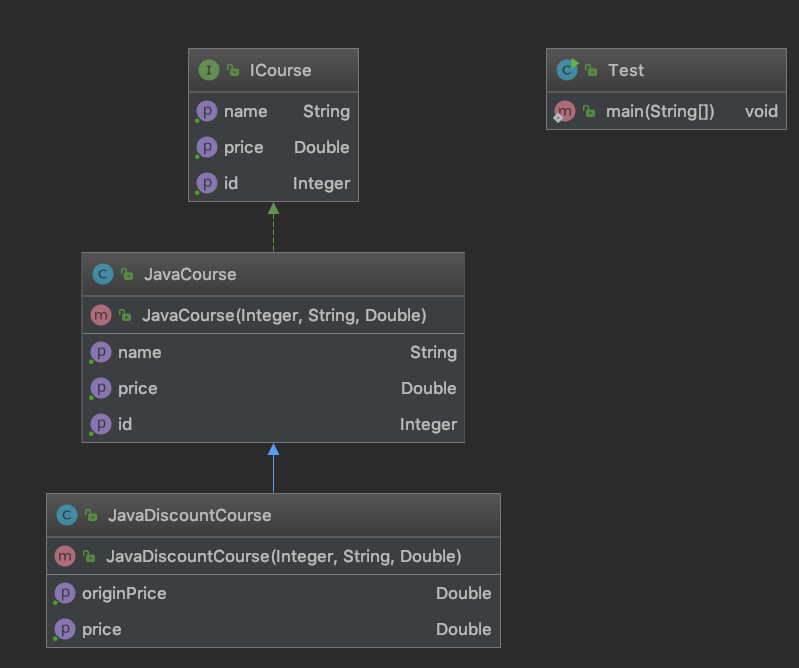 I ICourse
p name String
p price Double
p id Integer
C Test
m main(String[]) void
C JavaCourse
m JavaCourse(Integer, String, Double)
p name String
p price Double
p id Integer
C JavaDiscountCourse
m JavaDiscountCourse(Integer, String, Double)
p originPrice Double
p price Double